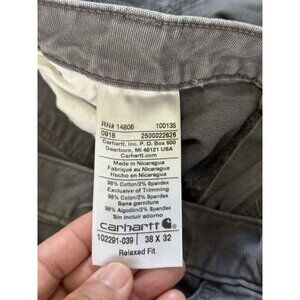 RN# 14806 100135
0918 2500022626
Carhartt, Inc. P.O. Box 600
Dearborn, MI 48121 USA
Carhartt.com
Made in Nicaragua
Fabriqué au Nicaragua
Hecho en Nicaragua
98% Cotton/2% Spandex
Exclusive of Trimming
98% Coton/2% Spandex
Sans garniture
98% Algodón/2% Spandex
Sin incluir adorno
carhartt
102291-039 38 X 32
Relaxed Fit